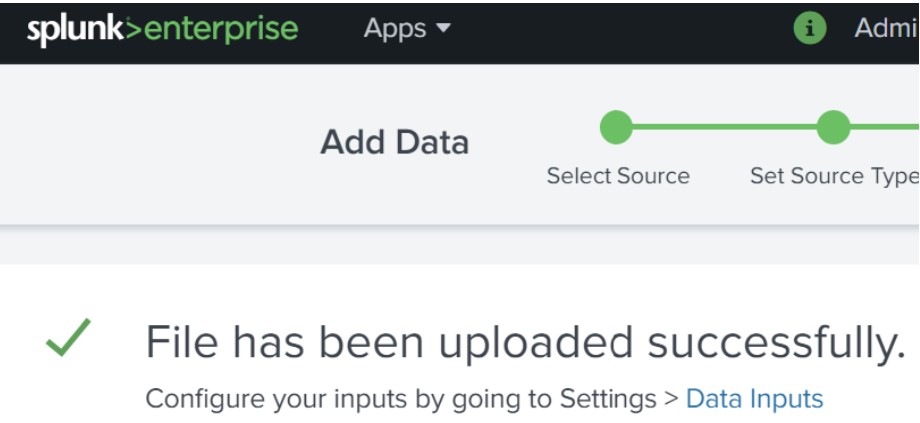 splunk>enterprise Apps ▾ i Admi
Add Data
Select Source Set Source Type
File has been uploaded successfully.
Configure your inputs by going to Settings > Data Inputs